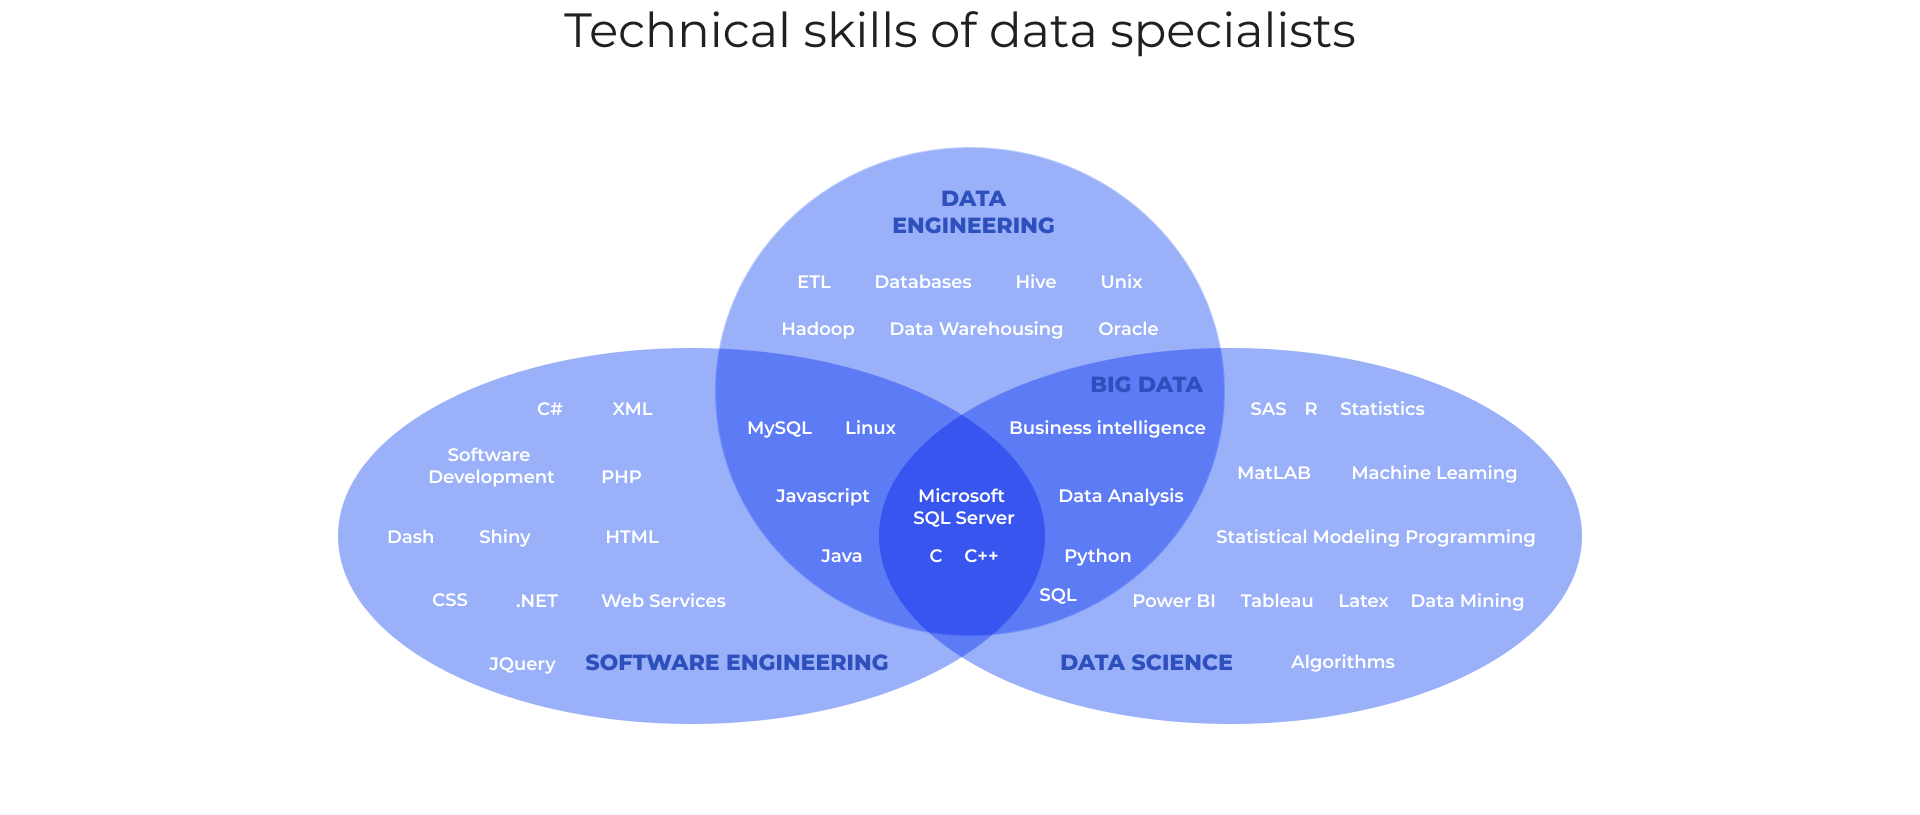 Technical skills of data specialists
DATA
ENGINEERING
ETL Databases Hive Unix
Hadoop Data Warehousing Oracle
BIG DATA
C# XML
SAS R Statistics
MySQL Linux
Business intelligence
Software
Development
PHP
MatLAB Machine Leaming
Javascript
Microsoft
SQL Server
Data Analysis
Dash Shiny HTML
Statistical Modeling Programming
Java
C C++
Python
SQL
CSS .NET Web Services
Power BI Tableau Latex Data Mining
JQuery
SOFTWARE ENGINEERING
DATA SCIENCE
Algorithms